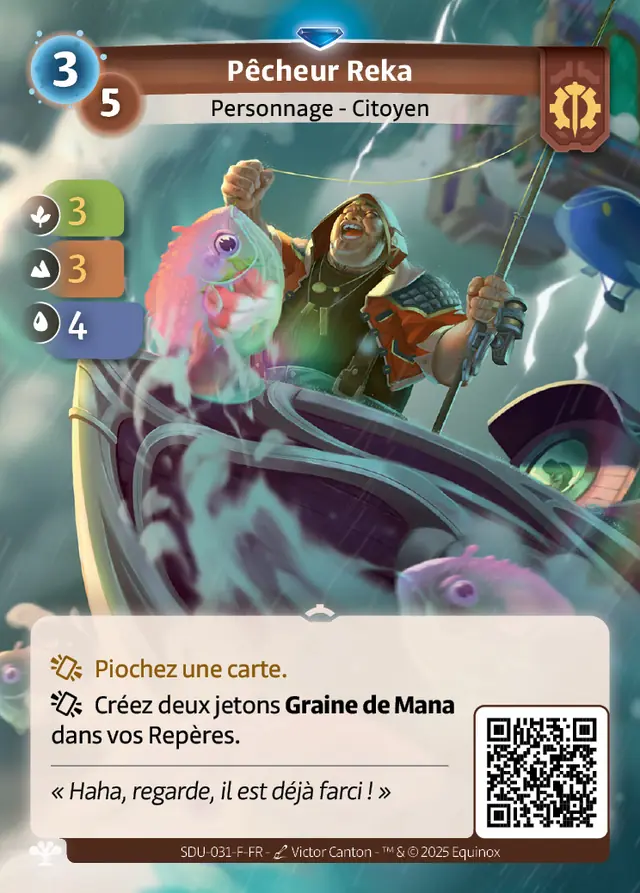 3
5
Pêcheur Reka
Personnage - Citoyen
3
3
4
Piochez une carte.
Créez deux jetons Graine de Mana
dans vos Repères.
« Haha, regarde, il est déjà farci ! »
SDU-031-F-FR - Victor Canton - ™ & © 2025 Equinox